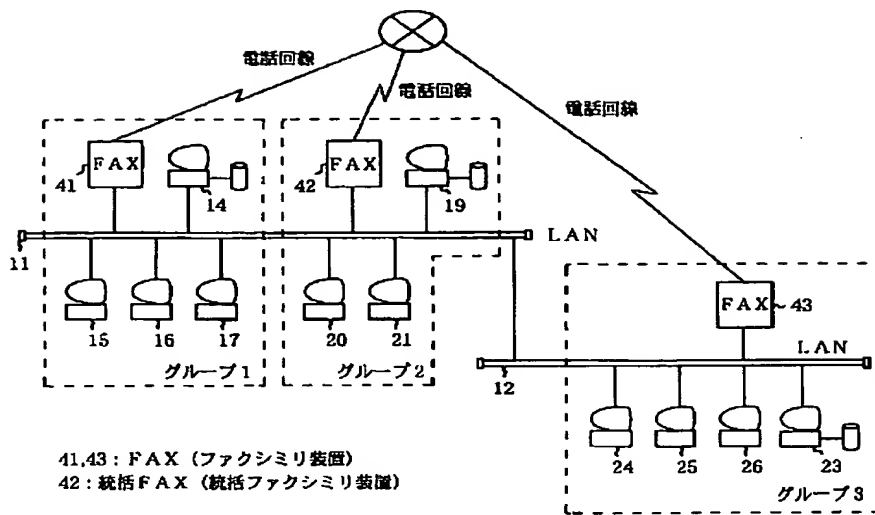 電話回線
電話回線
電話回線
FAX
41
14
FAX
42
19
LAN
11
15
16
17
20
21
グループ1
グループ2
FAX
43
LAN
12
24
25
26
23
グループ3
41,43:FAX(ファクシミリ装置)
42:統括FAX(統括ファクシミリ装置)